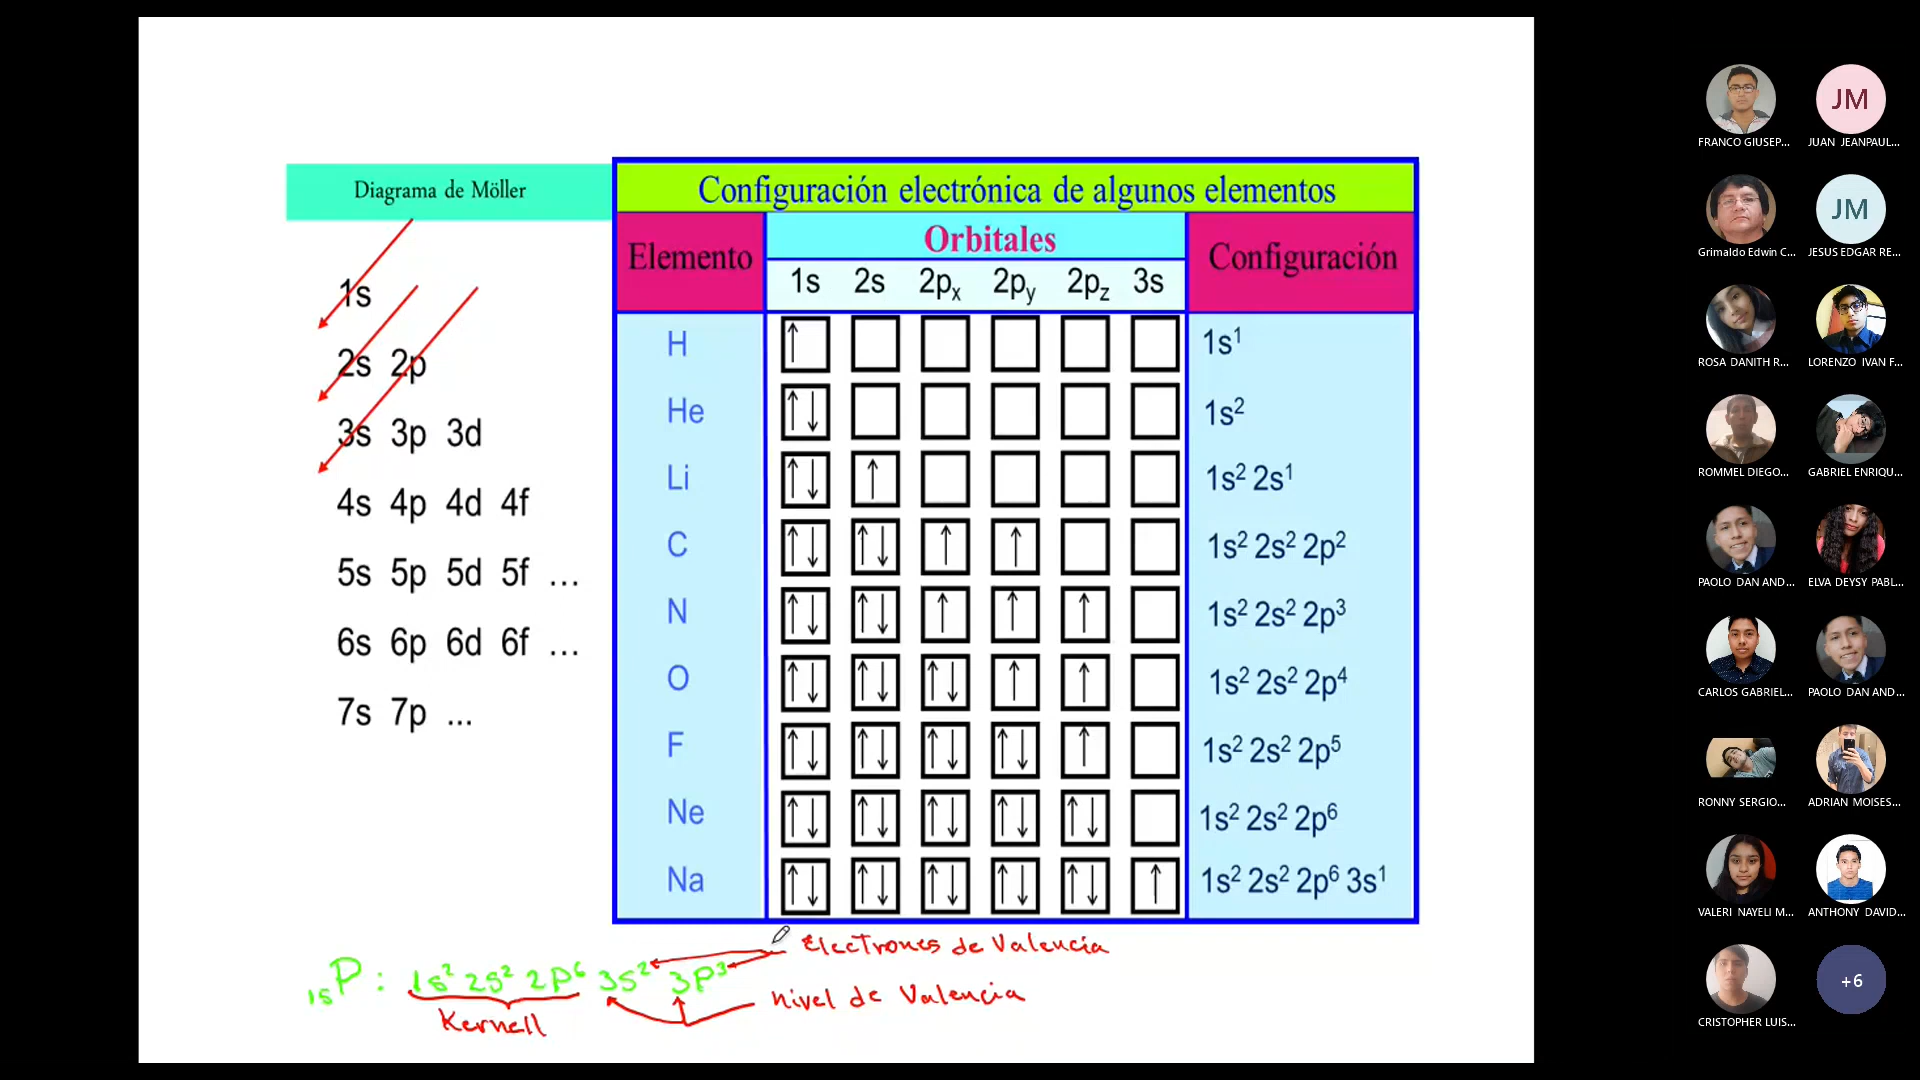 Diagrama de Möller
1s
2s 2p
3s 3p 3d
4s 4p 4d 4f
5s 5p 5d 5f ...
6s 6p 6d 6f ...
7s 7p ...
Configuración electrónica de algunos elementos
Elemento
Orbitales
Configuración
1s 2s 2px 2py 2pz 3s
H ↑ 1s¹
He ↑↓ 1s²
Li ↑↓ ↑ 1s² 2s¹
C ↑↓ ↑↓ ↑ ↑ 1s² 2s² 2p²
N ↑↓ ↑↓ ↑ ↑ ↑ 1s² 2s² 2p³
O ↑↓ ↑↓ ↑↓ ↑ ↑ 1s² 2s² 2p⁴
F ↑↓ ↑↓ ↑↓ ↑↓ ↑ 1s² 2s² 2p⁵
Ne ↑↓ ↑↓ ↑↓ ↑↓ ↑↓ 1s² 2s² 2p⁶
Na ↑↓ ↑↓ ↑↓ ↑↓ ↑↓ ↑ 1s² 2s² 2p⁶ 3s¹
Electrones de Valencia
₁₅P: 1s² 2s² 2p⁶ 3s² 3p³
nivel de Valencia
Kernell
FRANCO GIUSEP...
JUAN JEANPAUL...
JM
Grimaldo Edwin C...
JESUS EDGAR RE...
JM
ROSA DANITH R...
LORENZO IVAN F...
ROMMEL DIEGO...
GABRIEL ENRIQU...
PAOLO DAN AND...
ELVA DEYSY PABL...
CARLOS GABRIEL...
PAOLO DAN AND...
RONNY SERGIO...
ADRIAN MOISES...
VALERI NAYELI M...
ANTHONY DAVID...
CRISTOPHER LUIS...
+6